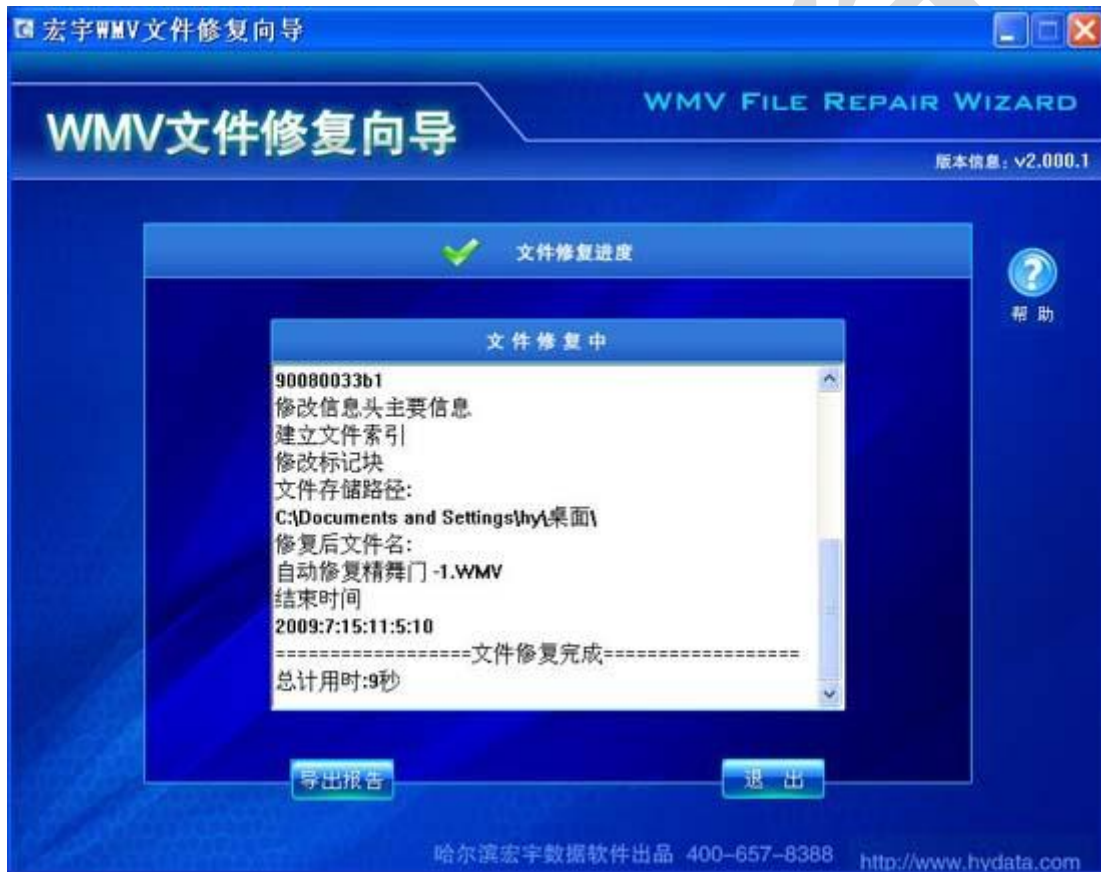 宏宇WMV文件修复向导
WMV文件修复向导
WMV FILE REPAIR WIZARD
版本信息：v2.000.1
文件修复进度
帮 助
文 件 修 复 中
90080033b1
修改信息头主要信息
建立文件索引
修改标记块
文件存储路径:
C:\Documents and Settings\hy\桌面\
修复后文件名:
自动修复精舞门 -1.WMV
结束时间
2009:7:15:11:5:10
==================文件修复完成==================
总计用时:9秒
导出报告
退 出
哈尔滨宏宇数据软件出品 400-657-8388
http://www.hydata.com